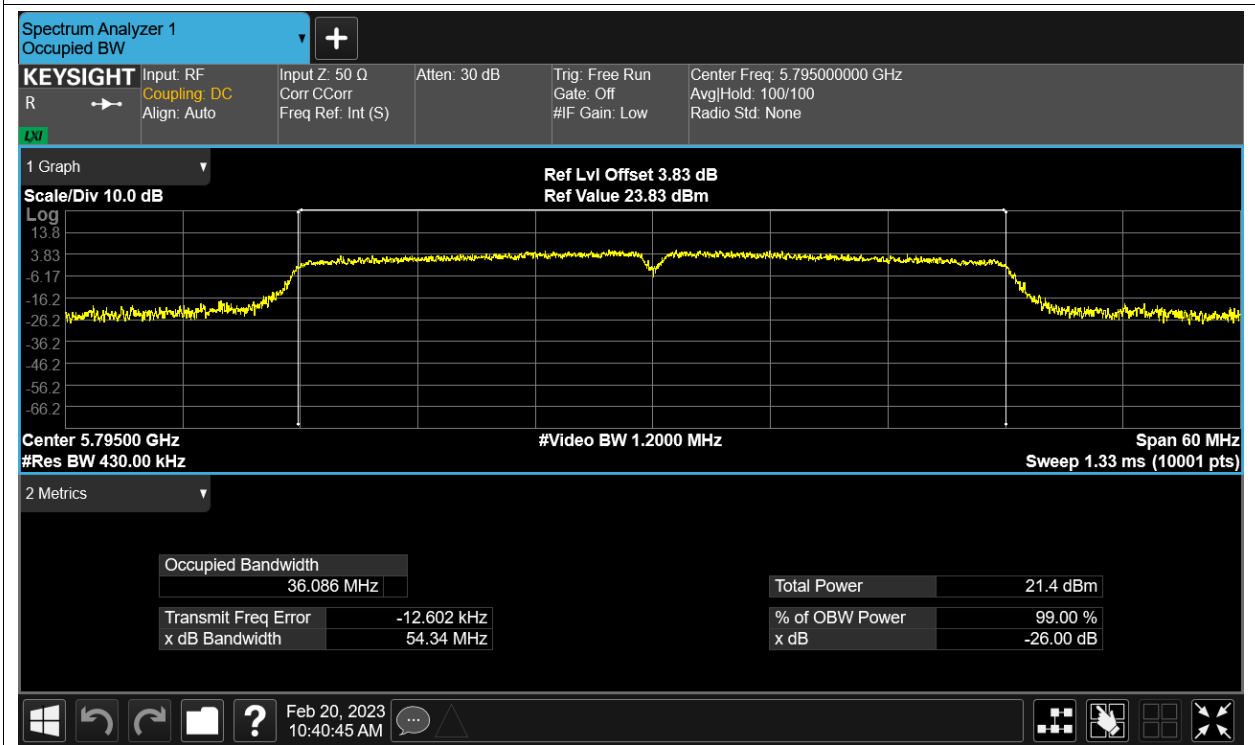 Spectrum Analyzer 1
Occupied BW
KEYSIGHT
R
LXI
Input: RF
Coupling: DC
Align: Auto
Input Z: 50 Ω
Corr CCorr
Freq Ref: Int (S)
Atten: 30 dB
Trig: Free Run
Gate: Off
#IF Gain: Low
Center Freq: 5.795000000 GHz
Avg|Hold: 100/100
Radio Std: None
1 Graph
Scale/Div 10.0 dB
Ref Lvl Offset 3.83 dB
Ref Value 23.83 dBm
Log
13.8
3.83
-6.17
-16.2
-26.2
-36.2
-46.2
-56.2
-66.2
Center 5.79500 GHz
#Video BW 1.2000 MHz
Span 60 MHz
#Res BW 430.00 kHz
Sweep 1.33 ms (10001 pts)
2 Metrics
Occupied Bandwidth
36.086 MHz
Total Power 21.4 dBm
Transmit Freq Error -12.602 kHz
% of OBW Power 99.00 %
x dB Bandwidth 54.34 MHz
x dB -26.00 dB
?
Feb 20, 2023
10:40:45 AM